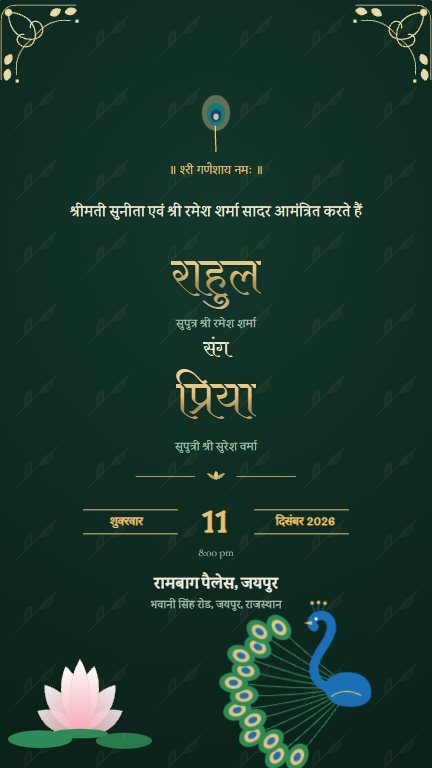 ॥ श्री गणेशाय नमः ॥
श्रीमती सुनीता एवं श्री रमेश शर्मा सादर आमंत्रित करते हैं
राहुल
सुपुत्र श्री रमेश शर्मा
संग
प्रिया
सुपुत्री श्री सुरेश वर्मा
शुक्रवार 11 दिसंबर 2026
8:00 pm
रामबाग पैलेस, जयपुर
भवानी सिंह रोड, जयपुर, राजस्थान